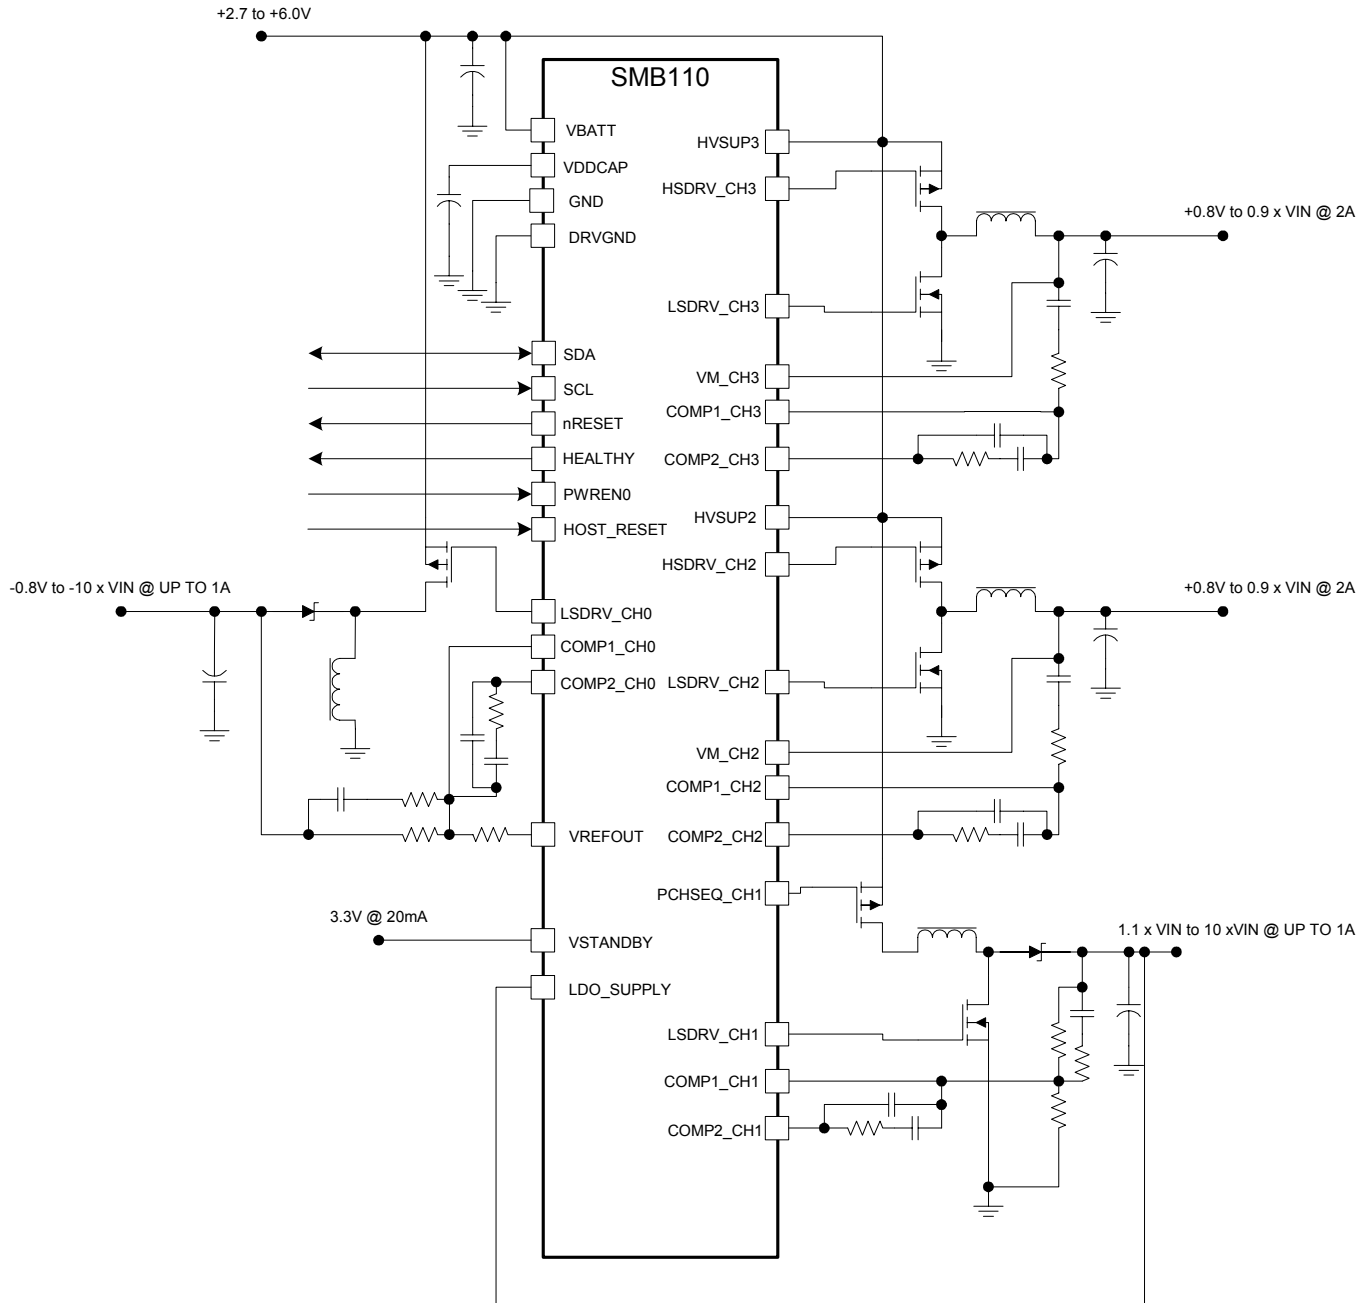 +2.7 to +6.0V
SMB110
VBATT
VDDCAP
GND
DRVGND
SDA
SCL
nRESET
HEALTHY
PWREN0
HOST_RESET
-0.8V to -10 x VIN @ UP TO 1A
LSDRV_CH0
COMP1_CH0
COMP2_CH0
VREFOUT
3.3V @ 20mA
VSTANDBY
LDO_SUPPLY
HVSUP3
HSDRV_CH3
+0.8V to 0.9 x VIN @ 2A
LSDRV_CH3
VM_CH3
COMP1_CH3
COMP2_CH3
HVSUP2
HSDRV_CH2
+0.8V to 0.9 x VIN @ 2A
LSDRV_CH2
VM_CH2
COMP1_CH2
COMP2_CH2
PCHSEQ_CH1
1.1 x VIN to 10 xVIN @ UP TO 1A
LSDRV_CH1
COMP1_CH1
COMP2_CH1